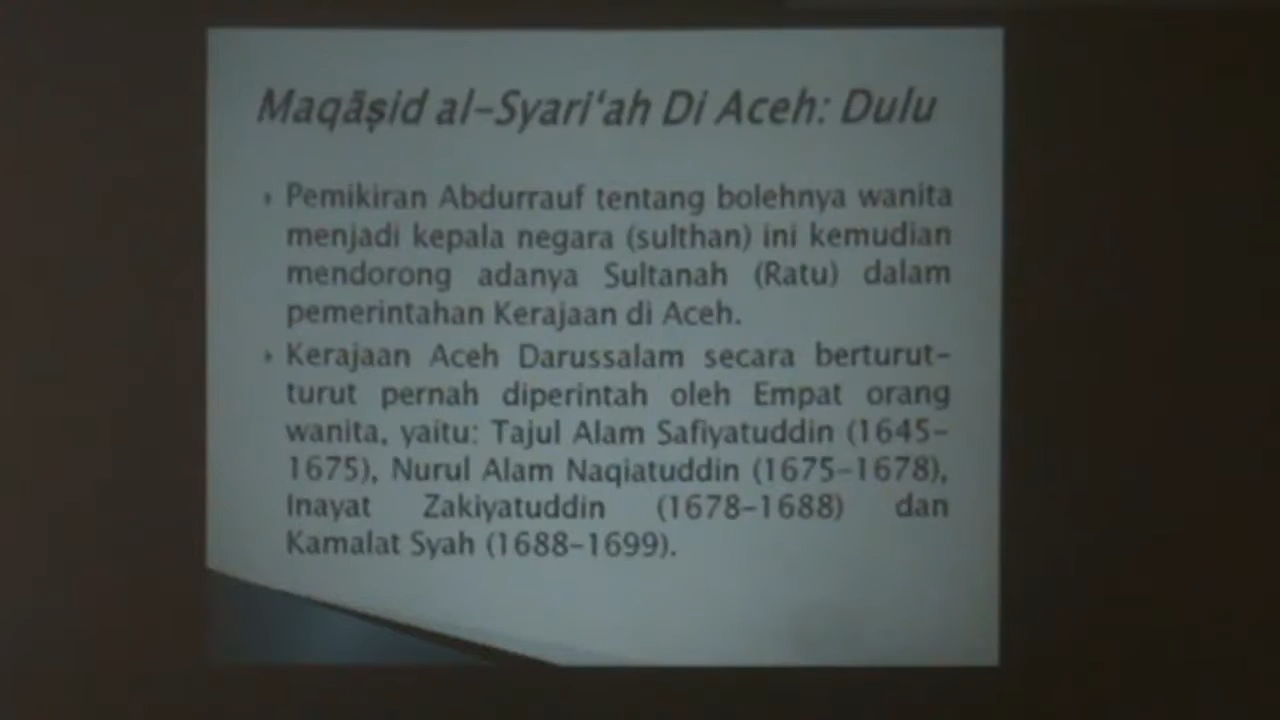 Maqāṣid al-Syari‘ah Di Aceh: Dulu
Pemikiran Abdurrauf tentang bolehnya wanita
menjadi kepala negara (sulthan) ini kemudian
mendorong adanya Sultanah (Ratu) dalam
pemerintahan Kerajaan di Aceh.
Kerajaan Aceh Darussalam secara berturut-
turut pernah diperintah oleh Empat orang
wanita, yaitu: Tajul Alam Safiyatuddin (1645-
1675), Nurul Alam Naqiatuddin (1675-1678),
Inayat Zakiyatuddin (1678-1688) dan
Kamalat Syah (1688-1699).